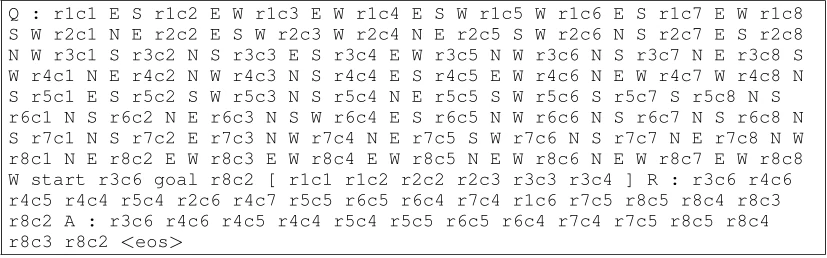 Q : r1c1 E S r1c2 E W r1c3 E W r1c4 E S W r1c5 W r1c6 E S r1c7 E W r1c8
S W r2c1 N E r2c2 E S W r2c3 W r2c4 N E r2c5 S W r2c6 N S r2c7 E S r2c8
N W r3c1 S r3c2 N S r3c3 E S r3c4 E W r3c5 N W r3c6 N S r3c7 N E r3c8 S
W r4c1 N E r4c2 N W r4c3 N S r4c4 E S r4c5 E W r4c6 N E W r4c7 W r4c8 N
S r5c1 E S r5c2 S W r5c3 N S r5c4 N E r5c5 S W r5c6 S r5c7 S r5c8 N S
r6c1 N S r6c2 N E r6c3 N S W r6c4 E S r6c5 N W r6c6 N S r6c7 N S r6c8 N
S r7c1 N S r7c2 E r7c3 N W r7c4 N E r7c5 S W r7c6 N S r7c7 N E r7c8 N W
r8c1 N E r8c2 E W r8c3 E W r8c4 E W r8c5 N E W r8c6 N E W r8c7 E W r8c8
W start r3c6 goal r8c2 [ r1c1 r1c2 r2c2 r2c3 r3c3 r3c4 ] R : r3c6 r4c6
r4c5 r4c4 r5c4 r2c6 r4c7 r5c5 r6c5 r6c4 r7c4 r1c6 r7c5 r8c5 r8c4 r8c3
r8c2 A : r3c6 r4c6 r4c5 r4c4 r5c4 r5c5 r6c5 r6c4 r7c4 r7c5 r8c5 r8c4
r8c3 r8c2 <eos>